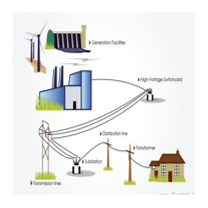 Generation Facilities
High-Voltage Switchyard
Distribution line
Transformer
Substation
Transmission lines